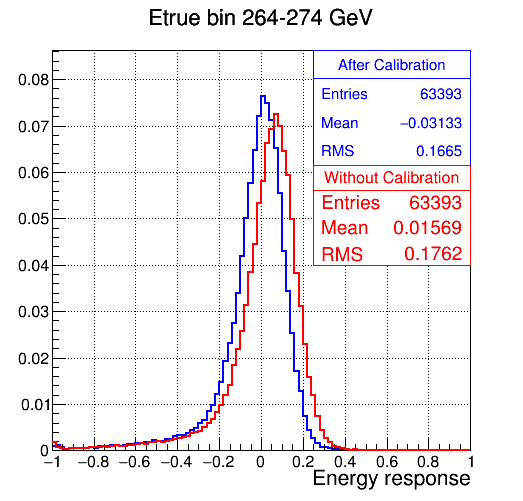 Etrue bin 264-274 GeV
After Calibration
Entries 63393
Mean −0.03133
RMS 0.1665
Without Calibration
Entries 63393
Mean 0.01569
RMS 0.1762
0.08
0.07
0.06
0.05
0.04
0.03
0.02
0.01
0
−1 −0.8 −0.6 −0.4 −0.2 0 0.2 0.4 0.6 0.8 1
Energy response